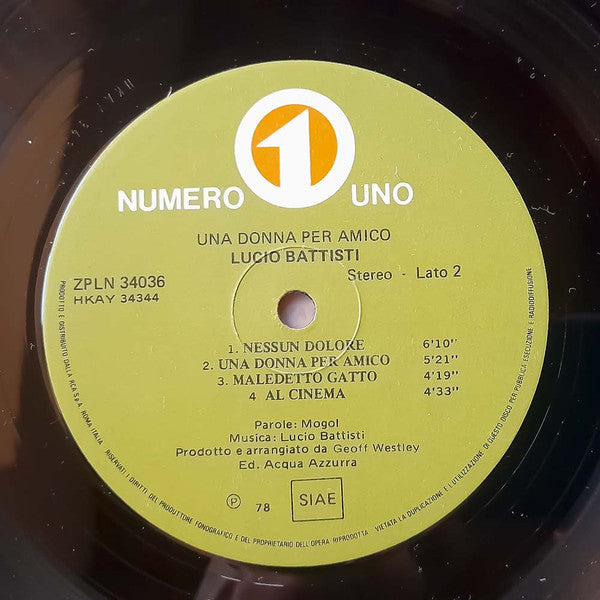 1
NUMERO UNO
UNA DONNA PER AMICO
LUCIO BATTISTI
ZPLN 34036
HKAY 34344
Stereo - Lato 2
1. NESSUN DOLORE 6'10"
2. UNA DONNA PER AMICO 5'21"
3. MALEDETTO GATTO 4'19"
4 AL CINEMA 4'33"
Parole: Mogol
Musica: Lucio Battisti
Prodotto e arrangiato da Geoff Westley
Ed. Acqua Azzurra
Ⓟ 78 SIAE
PRODOTTO E DISTRIBUITO DALLA RCA S.p.A. ROMA ITALIA RISERVATI I DIRITTI DEL PRODUTTORE FONOGRAFICO E DEL PROPRIETARIO DELL'OPERA RIPRODOTTA VIETATA LA DUPLICAZIONE E L'UTILIZZAZIONE DI QUESTO DISCO PER PUBBLICA ESECUZIONE E RADIODIFFUSIONE